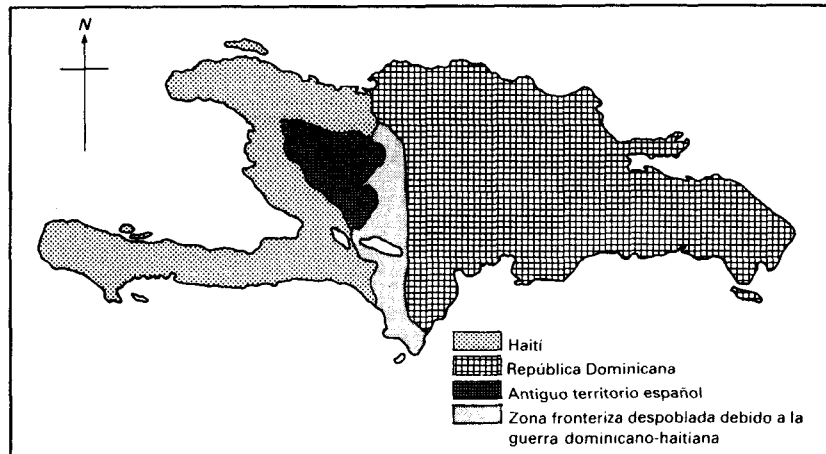 N
Haití
República Dominicana
Antiguo territorio español
Zona fronteriza despoblada debido a la
guerra dominicano-haitiana